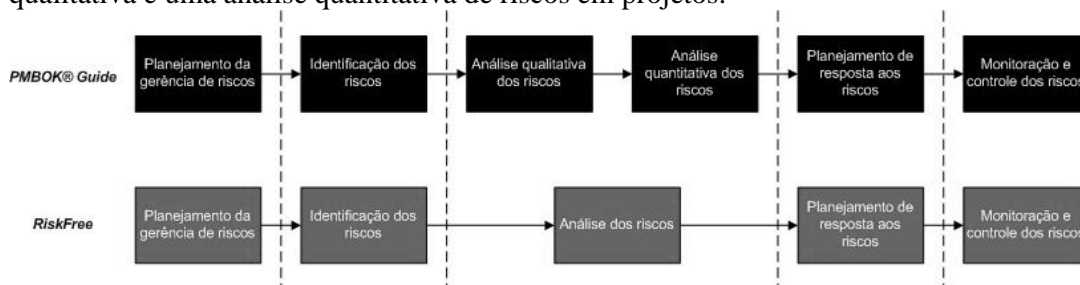 qualitativa e uma análise quantitativa de riscos em projetos.
PMBOK® Guide
Planejamento da
gerência de riscos
Identificação dos
riscos
Análise qualitativa
dos riscos
Análise
quantitativa dos
riscos
Planejamento de
resposta aos
riscos
Monitoração e
controle dos riscos
RiskFree
Planejamento da
gerência de riscos
Identificação dos
riscos
Análise dos riscos
Planejamento de
resposta aos
riscos
Monitoração e
controle dos riscos